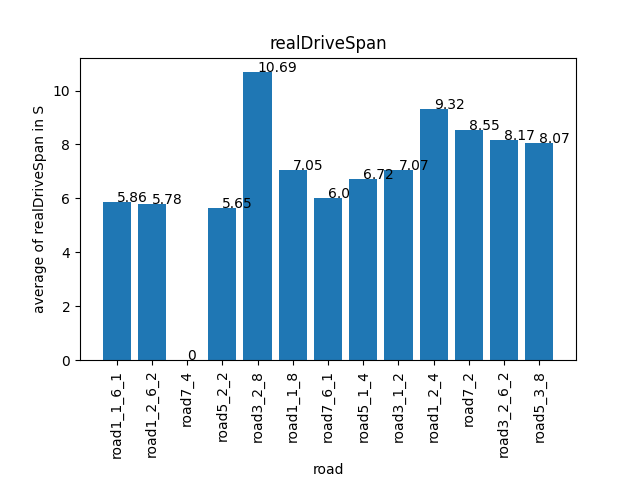 realDriveSpan
average of realDriveSpan in S
10
8
6
4
2
0
5.86
5.78
0
5.65
10.69
7.05
6.0
6.72
7.07
9.32
8.55
8.17
8.07
road1_1_6_1
road1_2_6_2
road7_4
road5_2_2
road3_2_8
road1_1_8
road7_6_1
road5_1_4
road3_1_2
road1_2_4
road7_2
road3_2_6_2
road5_3_8
road